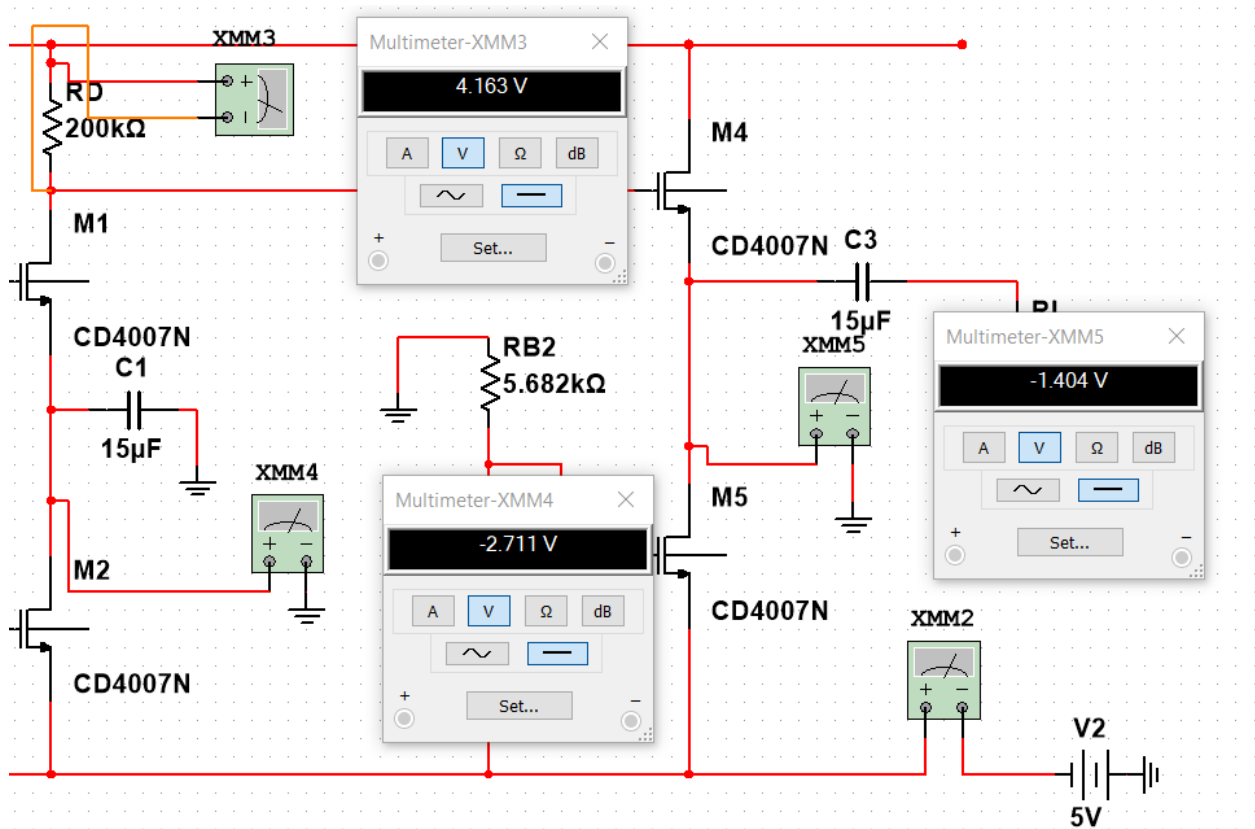 XMM3
RD
200kΩ
Multimeter-XMM3
4.163 V
A V Ω dB
+ Set... −
M4
CD4007N
M1
CD4007N
C1
15µF
C3
15µF
XMM4
RB2
5.682kΩ
XMM5
Multimeter-XMM5
-1.404 V
A V Ω dB
+ Set... −
Multimeter-XMM4
-2.711 V
A V Ω dB
+ Set... −
M5
CD4007N
M2
CD4007N
XMM2
V2
5V